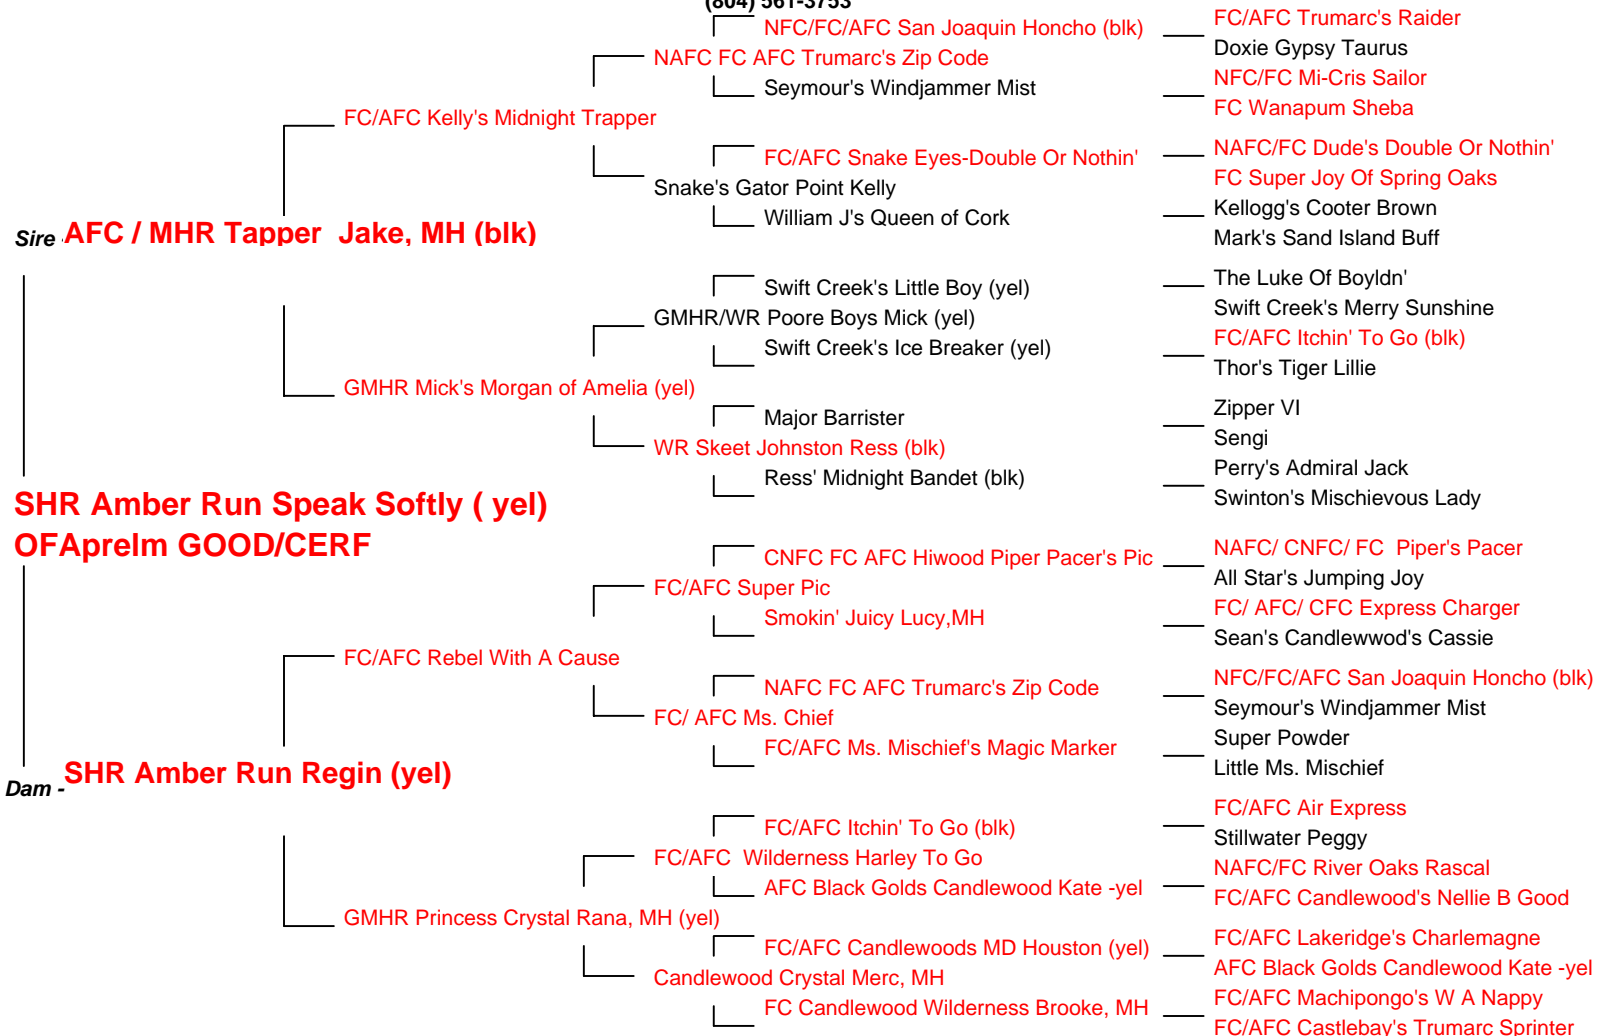 (804) 561-3753
NFC/FC/AFC San Joaquin Honcho (blk)
FC/AFC Trumarc's Raider
Doxie Gypsy Taurus
NAFC FC AFC Trumarc's Zip Code
Seymour's Windjammer Mist
NFC/FC Mi-Cris Sailor
FC Wanapum Sheba
FC/AFC Kelly's Midnight Trapper
FC/AFC Snake Eyes-Double Or Nothin'
NAFC/FC Dude's Double Or Nothin'
FC Super Joy Of Spring Oaks
Snake's Gator Point Kelly
William J's Queen of Cork
Kellogg's Cooter Brown
Mark's Sand Island Buff
Sire - AFC / MHR Tapper Jake, MH (blk)
Swift Creek's Little Boy (yel)
The Luke Of Boyldn'
Swift Creek's Merry Sunshine
GMHR/WR Poore Boys Mick (yel)
Swift Creek's Ice Breaker (yel)
FC/AFC Itchin' To Go (blk)
Thor's Tiger Lillie
GMHR Mick's Morgan of Amelia (yel)
Major Barrister
Zipper VI
Sengi
WR Skeet Johnston Ress (blk)
Ress' Midnight Bandet (blk)
Perry's Admiral Jack
Swinton's Mischievous Lady
SHR Amber Run Speak Softly ( yel)
OFAprelm GOOD/CERF
CNFC FC AFC Hiwood Piper Pacer's Pic
NAFC/ CNFC/ FC Piper's Pacer
All Star's Jumping Joy
FC/AFC Super Pic
Smokin' Juicy Lucy,MH
FC/ AFC/ CFC Express Charger
Sean's Candlewwod's Cassie
FC/AFC Rebel With A Cause
NAFC FC AFC Trumarc's Zip Code
NFC/FC/AFC San Joaquin Honcho (blk)
Seymour's Windjammer Mist
FC/ AFC Ms. Chief
FC/AFC Ms. Mischief's Magic Marker
Super Powder
Little Ms. Mischief
Dam - SHR Amber Run Regin (yel)
FC/AFC Itchin' To Go (blk)
FC/AFC Air Express
Stillwater Peggy
FC/AFC Wilderness Harley To Go
AFC Black Golds Candlewood Kate -yel
NAFC/FC River Oaks Rascal
FC/AFC Candlewood's Nellie B Good
GMHR Princess Crystal Rana, MH (yel)
FC/AFC Candlewoods MD Houston (yel)
FC/AFC Lakeridge's Charlemagne
AFC Black Golds Candlewood Kate -yel
Candlewood Crystal Merc, MH
FC Candlewood Wilderness Brooke, MH
FC/AFC Machipongo's W A Nappy
FC/AFC Castlebay's Trumarc Sprinter